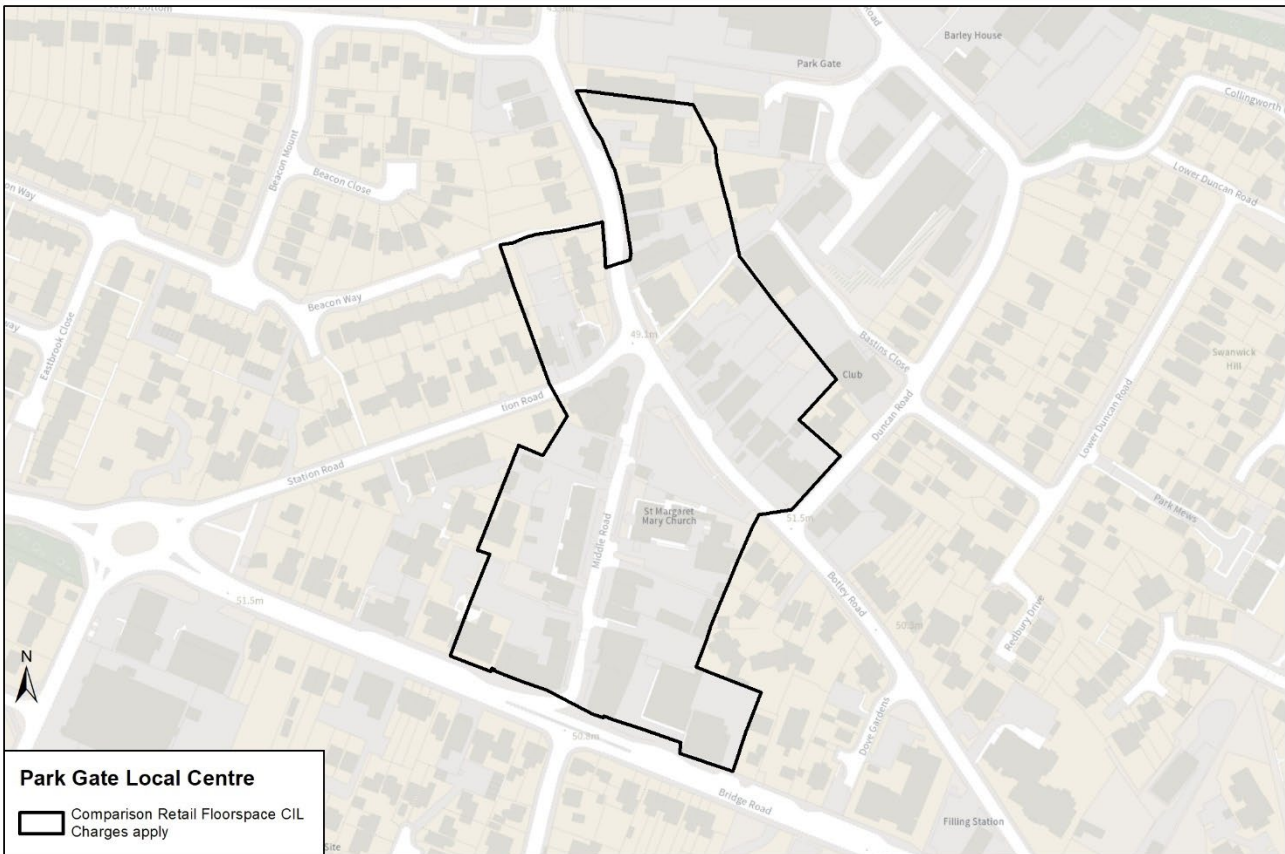 Barley House
Park Gate
Collingworth
Beacon Mount
Beacon Close
Lower Duncan Road
on Way
Beacon Way
Eastbrook Close
49.1m
Bastins Close
Club
Swanwick
Hill
tion Road
Duncan Road
Lower Duncan Road
Station Road
St Margaret
Mary Church
51.5m
Park Mews
Middle Road
51.5m
Botley Road
Redbury Drive
N
50.8m
Dove Gardens
Bridge Road
Filling Station
Site
Park Gate Local Centre
Comparison Retail Floorspace CIL
Charges apply